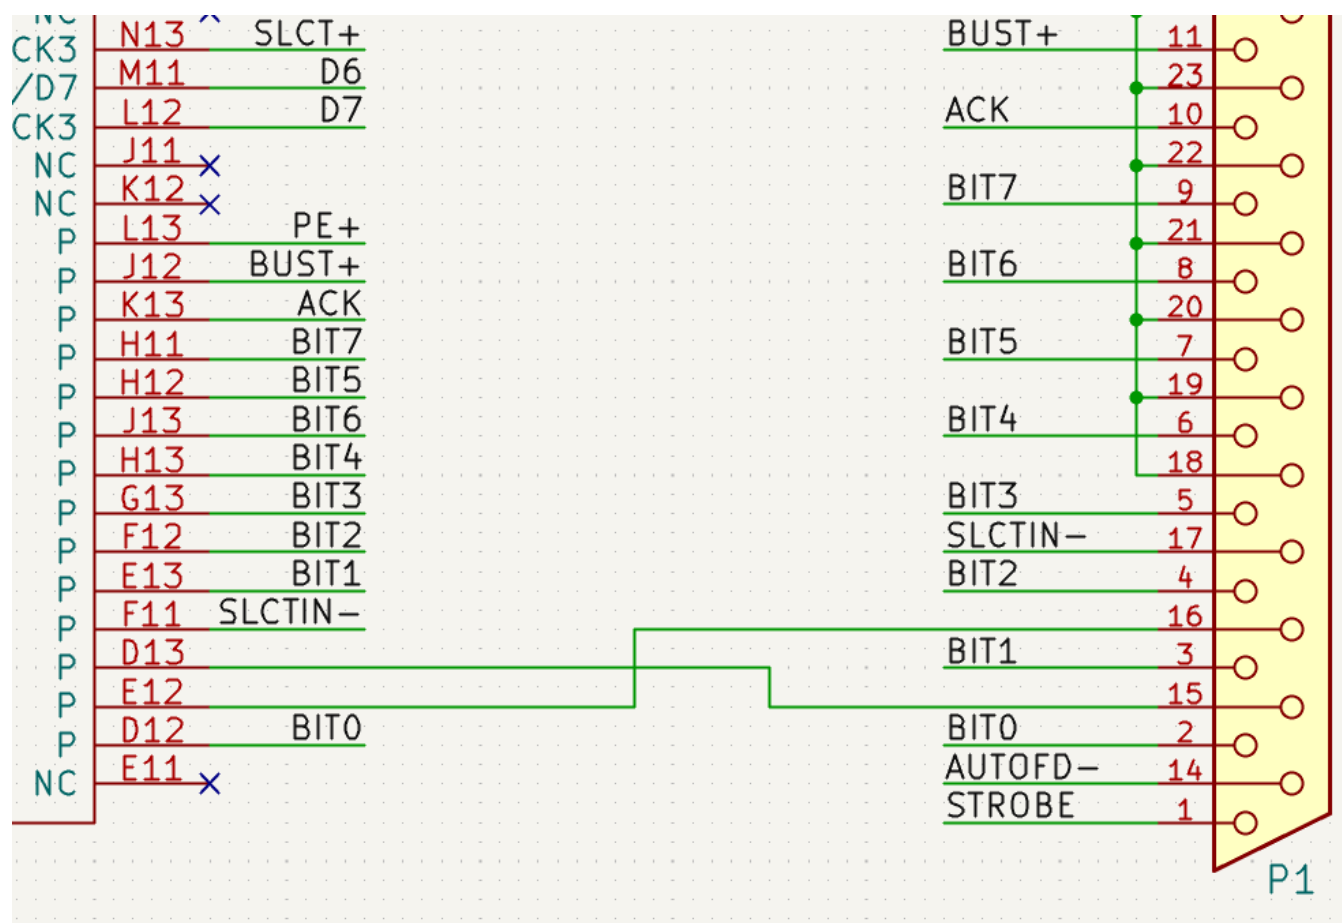 NC
CK3 N13 SLCT+ BUST+ 11
/D7 M11 D6 23
CK3 L12 D7 ACK 10
NC J11 22
NC K12 BIT7 9
P L13 PE+ 21
P J12 BUST+ BIT6 8
P K13 ACK 20
P H11 BIT7 BIT5 7
P H12 BIT5 19
P J13 BIT6 BIT4 6
P H13 BIT4 18
P G13 BIT3 BIT3 5
P F12 BIT2 SLCTIN- 17
P E13 BIT1 BIT2 4
P F11 SLCTIN- 16
P D13 BIT1 3
P E12 15
P D12 BIT0 BIT0 2
NC E11 AUTOFD- 14
STROBE 1
P1